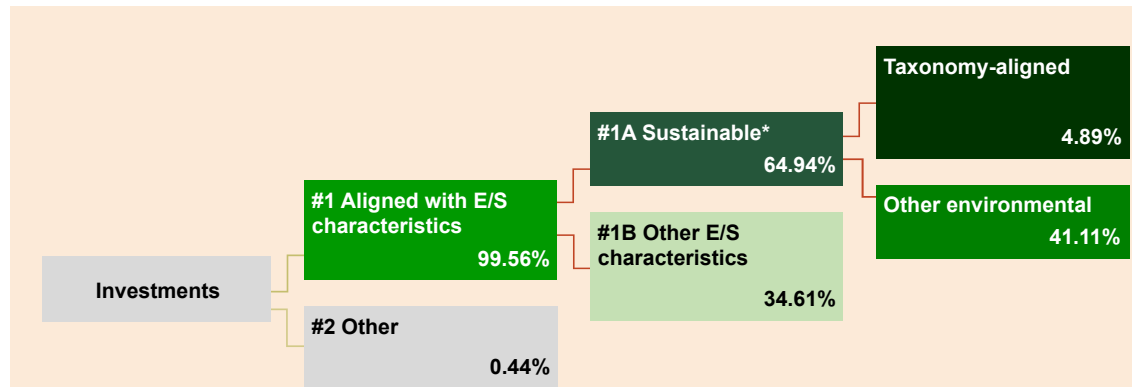 Investments
#1 Aligned with E/S
characteristics
99.56%
#2 Other
0.44%
#1A Sustainable*
64.94%
#1B Other E/S
characteristics
34.61%
Taxonomy-aligned
4.89%
Other environmental
41.11%